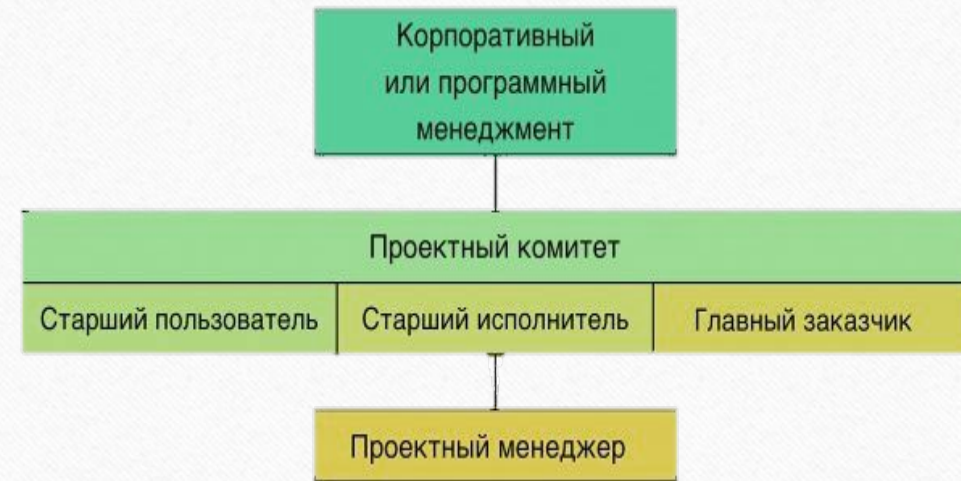 Корпоративный
или программный
менеджмент
Проектный комитет
Старший пользователь
Старший исполнитель
Главный заказчик
Проектный менеджер